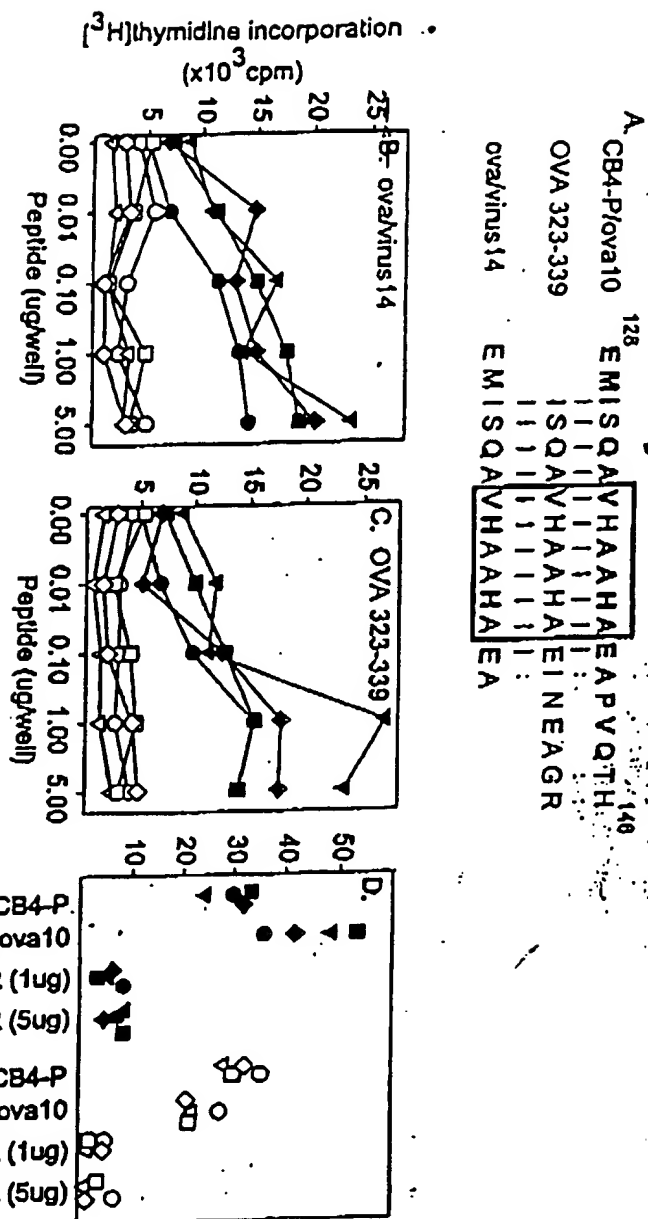 A.
CB4-P/ova10 128 E M I S Q A V H A A H A E A P V Q T H 146
OVA 323-339 I S Q A V H A A H A E I N E A G R
ova/virus14 E M I S Q A V H A A H A E A
[³H]thymidine incorporation
(x10³ cpm)
B. ova/virus14
5 10 15 20 25
0.00 0.01 0.10 1.00 5.00
Peptide (ug/well)
C. OVA 323-339
5 10 15 20 25
0.00 0.01 0.10 1.00 5.00
Peptide (ug/well)
D.
10 20 30 40 50
CB4-P
ova10
(1ug)
(5ug)
CB4-P
ova10
(1ug)
(5ug)